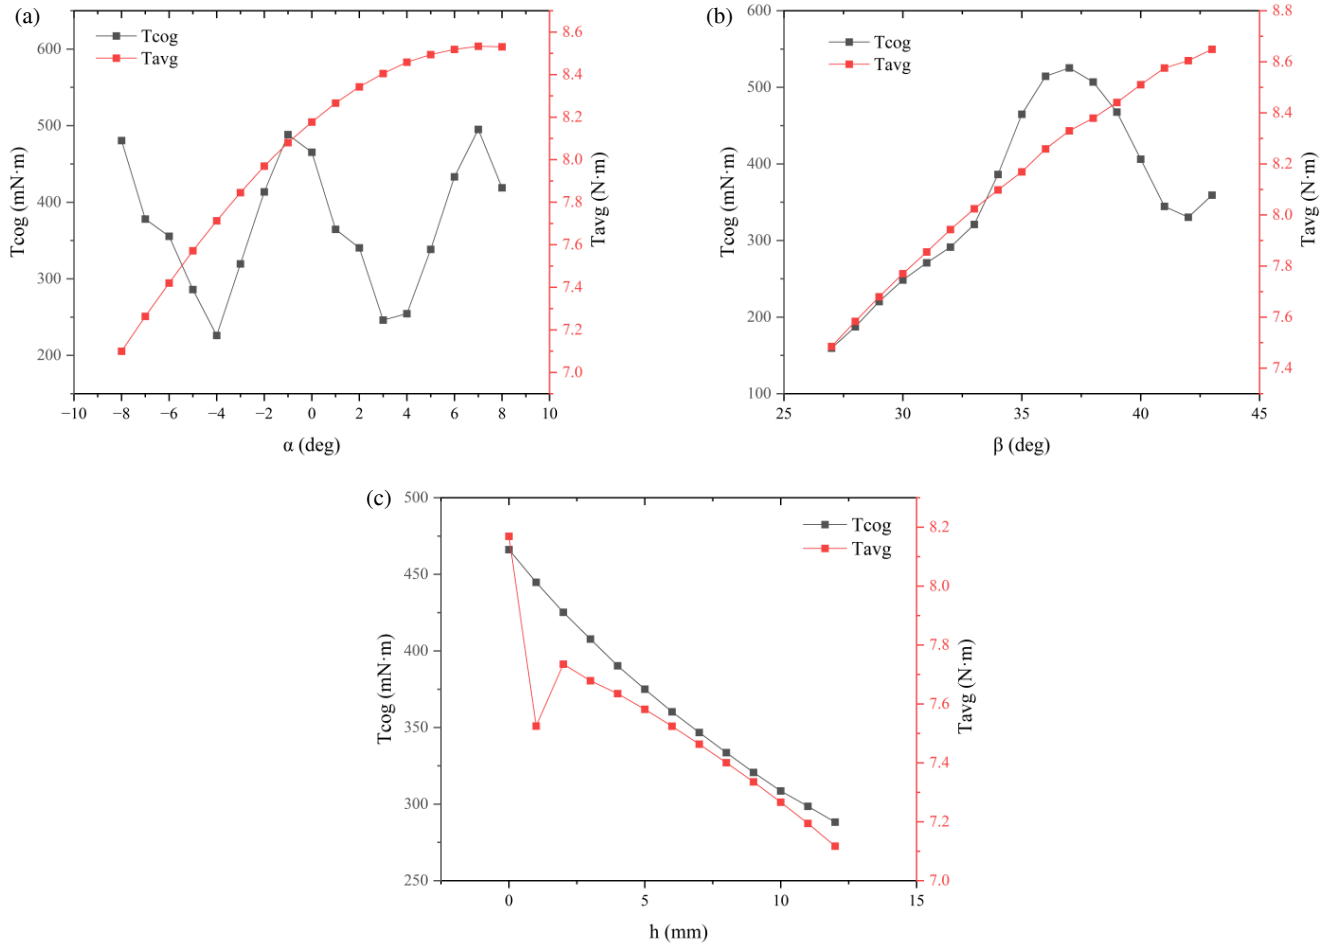 (a)
Tcog
Tavg
600
500
400
300
200
8.6
8.4
8.2
8.0
7.8
7.6
7.4
7.2
7.0
−10 −8 −6 −4 −2 0 2 4 6 8 10
Tcog (mN·m)
Tavg (N·m)
α (deg)
(b)
Tcog
Tavg
600
500
400
300
200
100
8.8
8.6
8.4
8.2
8.0
7.8
7.6
7.4
25 30 35 40 45
Tcog (mN·m)
Tavg (N·m)
β (deg)
(c)
Tcog
Tavg
500
450
400
350
300
250
8.2
8.0
7.8
7.6
7.4
7.2
7.0
0 5 10 15
Tcog (mN·m)
Tavg (N·m)
h (mm)